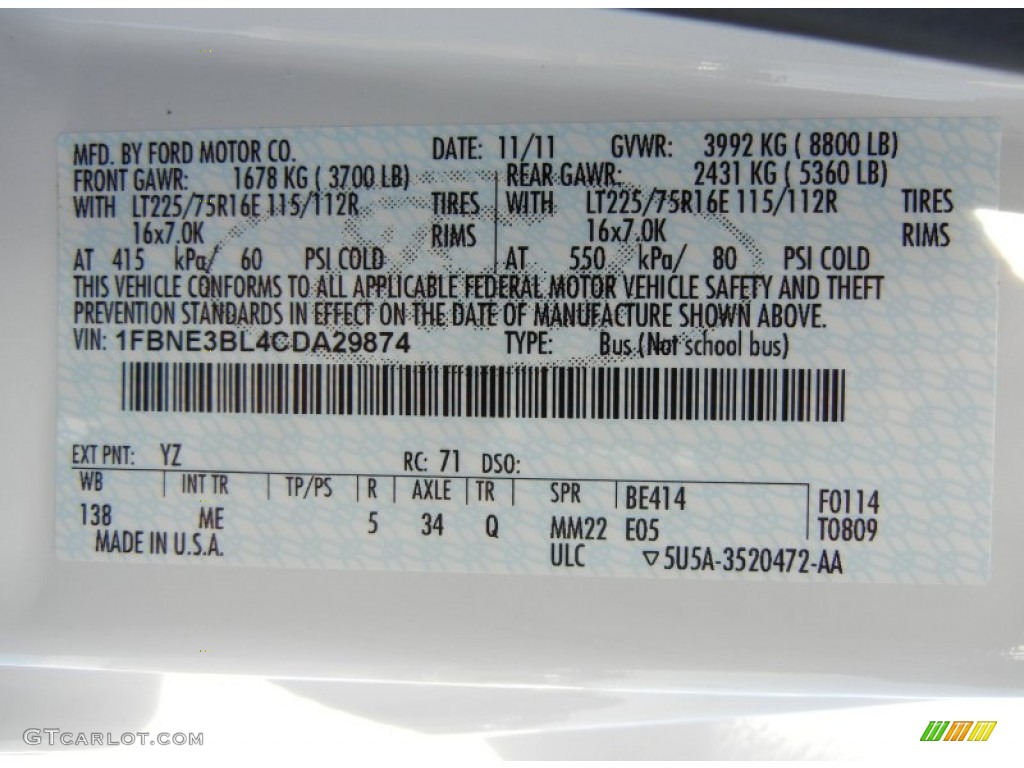 MFD. BY FORD MOTOR CO. DATE: 11/11 GVWR: 3992 KG ( 8800 LB)
FRONT GAWR: 1678 KG ( 3700 LB) REAR GAWR: 2431 KG ( 5360 LB)
WITH LT225/75R16E 115/112R TIRES WITH LT225/75R16E 115/112R TIRES
16x7.0K RIMS 16x7.0K RIMS
AT 415 kPa/ 60 PSI COLD AT 550 kPa/ 80 PSI COLD
THIS VEHICLE CONFORMS TO ALL APPLICABLE FEDERAL MOTOR VEHICLE SAFETY AND THEFT
PREVENTION STANDARDS IN EFFECT ON THE DATE OF MANUFACTURE SHOWN ABOVE.
VIN: 1FBNE3BL4CDA29874 TYPE: Bus (Not school bus)
EXT PNT: YZ RC: 71 DSO:
WB INT TR TP/PS R AXLE TR SPR BE414 F0114
138 ME 5 34 Q MM22 E05 T0809
MADE IN U.S.A. ULC ▽5U5A-3520472-AA
GTCARLOT.COM